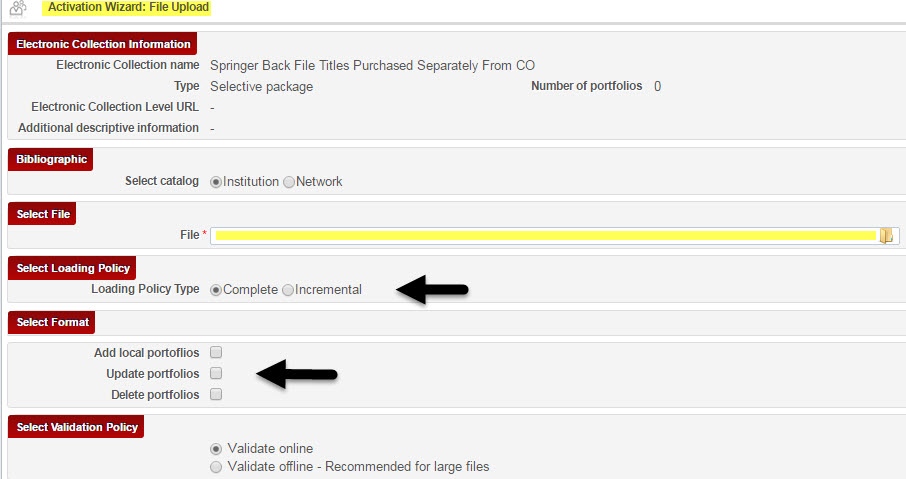 Activation Wizard: File Upload
Electronic Collection Information
Electronic Collection name Springer Back File Titles Purchased Separately From CO
Type Selective package Number of portfolios 0
Electronic Collection Level URL -
Additional descriptive information -
Bibliographic
Select catalog Institution Network
Select File
File *
Select Loading Policy
Loading Policy Type Complete Incremental
Select Format
Add local portoflios
Update portfolios
Delete portfolios
Select Validation Policy
Validate online
Validate offline - Recommended for large files